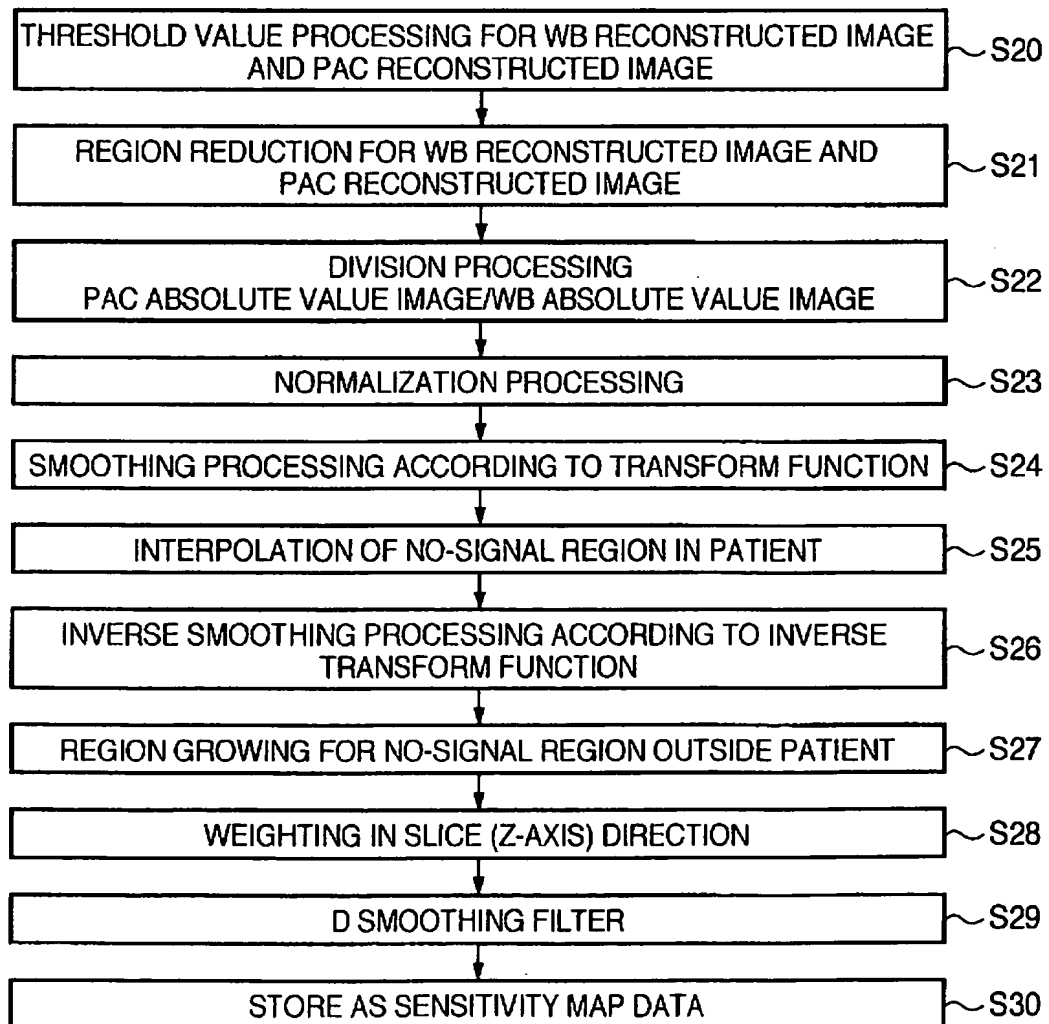 THRESHOLD VALUE PROCESSING FOR WB RECONSTRUCTED IMAGE
AND PAC RECONSTRUCTED IMAGE
S20
REGION REDUCTION FOR WB RECONSTRUCTED IMAGE AND
PAC RECONSTRUCTED IMAGE
S21
DIVISION PROCESSING
PAC ABSOLUTE VALUE IMAGE/WB ABSOLUTE VALUE IMAGE
S22
NORMALIZATION PROCESSING
S23
SMOOTHING PROCESSING ACCORDING TO TRANSFORM FUNCTION
S24
INTERPOLATION OF NO-SIGNAL REGION IN PATIENT
S25
INVERSE SMOOTHING PROCESSING ACCORDING TO INVERSE
TRANSFORM FUNCTION
S26
REGION GROWING FOR NO-SIGNAL REGION OUTSIDE PATIENT
S27
WEIGHTING IN SLICE (Z-AXIS) DIRECTION
S28
D SMOOTHING FILTER
S29
STORE AS SENSITIVITY MAP DATA
S30